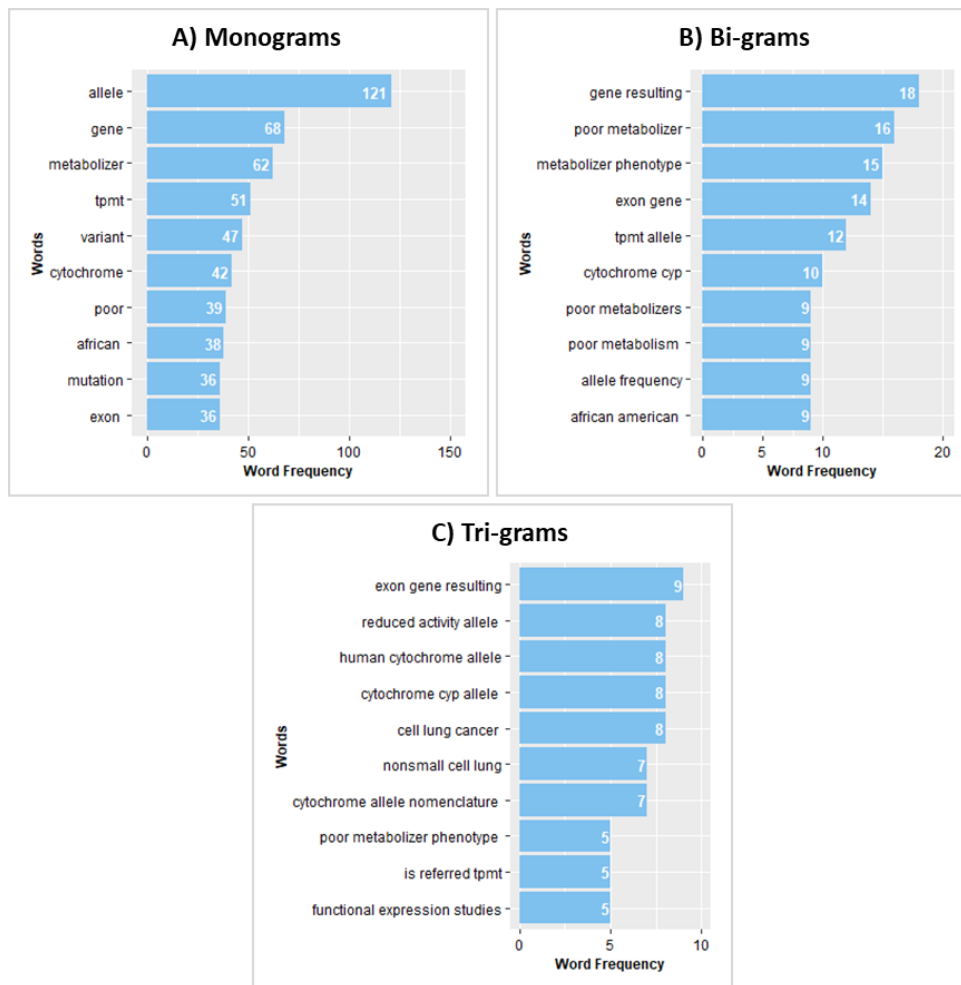 A) Monograms
allele 121
gene 68
metabolizer 62
tpmt 51
variant 47
cytochrome 42
poor 39
african 38
mutation 36
exon 36
Words
0 50 100 150
Word Frequency
B) Bi-grams
gene resulting 18
poor metabolizer 16
metabolizer phenotype 15
exon gene 14
tpmt allele 12
cytochrome cyp 10
poor metabolizers 9
poor metabolism 9
allele frequency 9
african american 9
Words
0 5 10 20
Word Frequency
C) Tri-grams
exon gene resulting 9
reduced activity allele 8
human cytochrome allele 8
cytochrome cyp allele 8
cell lung cancer 8
nonsmall cell lung 7
cytochrome allele nomenclature 7
poor metabolizer phenotype 5
is referred tpmt 5
functional expression studies 5
Words
0 5 10
Word Frequency